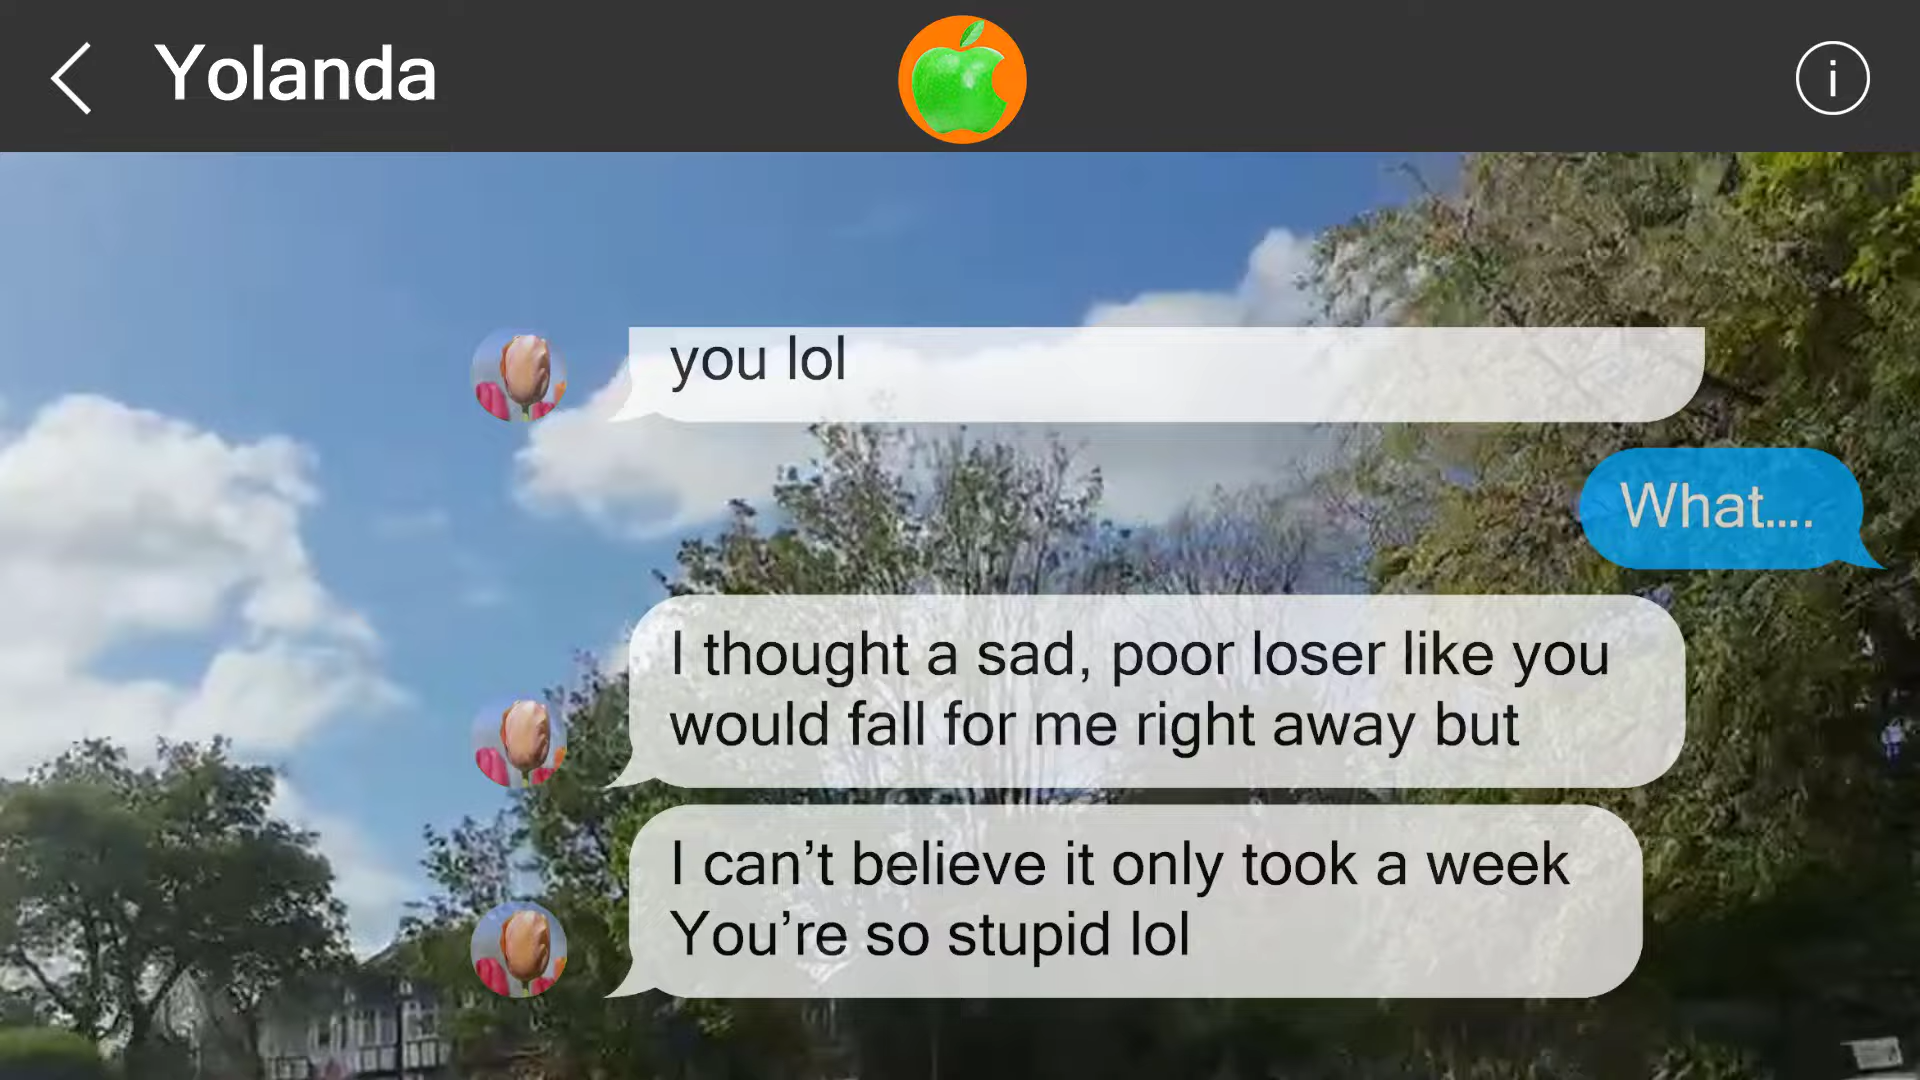 Yolanda
i
you lol
What....
I thought a sad, poor loser like you
would fall for me right away but
I can’t believe it only took a week
You’re so stupid lol